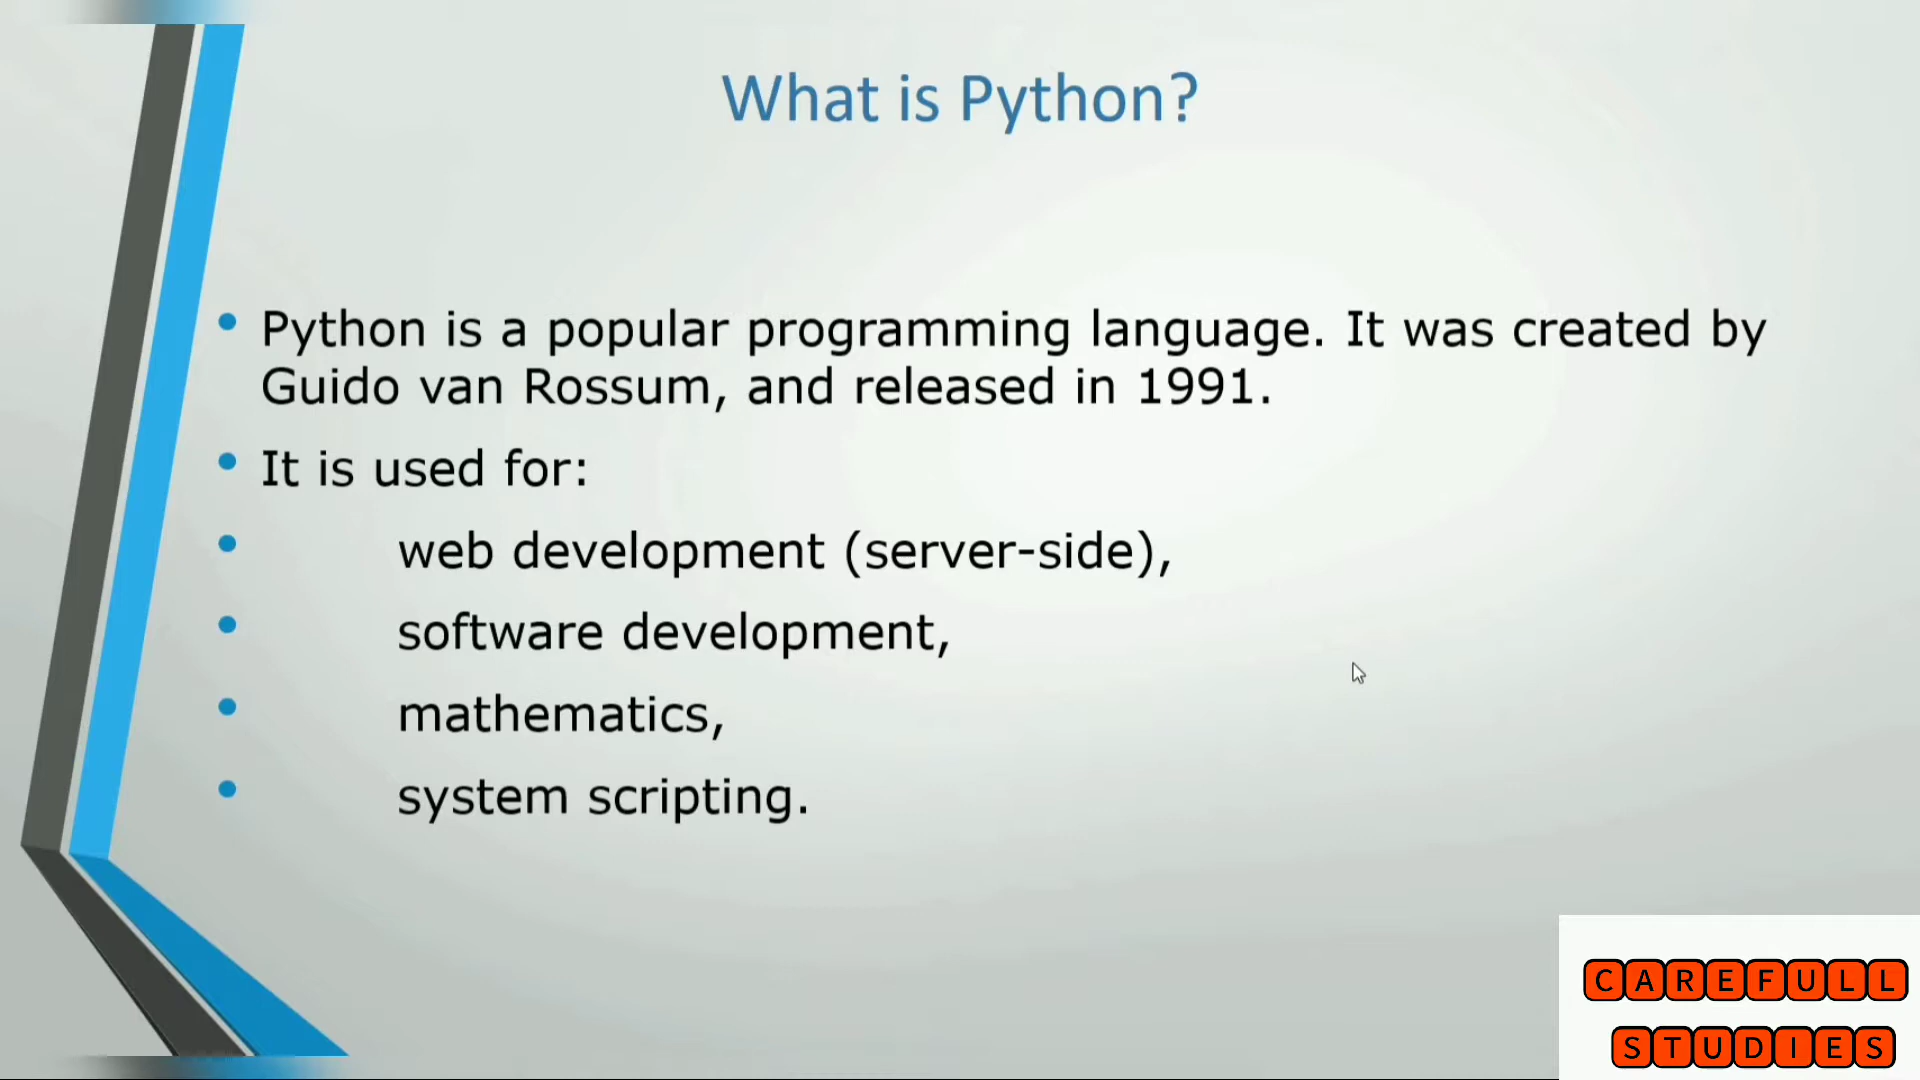 What is Python?
• Python is a popular programming language. It was created by
Guido van Rossum, and released in 1991.
• It is used for:
• web development (server-side),
• software development,
• mathematics,
• system scripting.
CAREFULL
STUDIES